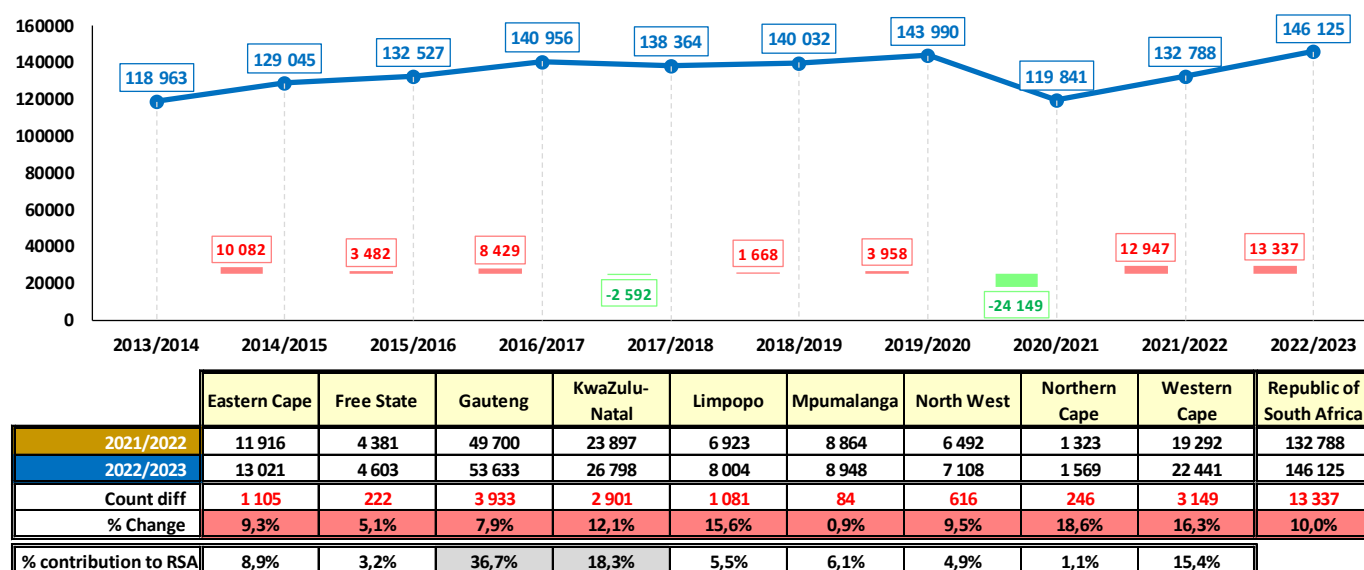 160000
140000
120000
100000
80000
60000
40000
20000
0
118 963
129 045
132 527
140 956
138 364
140 032
143 990
119 841
132 788
146 125
10 082
3 482
8 429
-2 592
1 668
3 958
-24 149
12 947
13 337
2013/2014 2014/2015 2015/2016 2016/2017 2017/2018 2018/2019 2019/2020 2020/2021 2021/2022 2022/2023
Eastern Cape Free State Gauteng KwaZulu-
Natal Limpopo Mpumalanga North West Northern
Cape Western
Cape Republic of
South Africa
2021/2022 11 916 4 381 49 700 23 897 6 923 8 864 6 492 1 323 19 292 132 788
2022/2023 13 021 4 603 53 633 26 798 8 004 8 948 7 108 1 569 22 441 146 125
Count diff 1 105 222 3 933 2 901 1 081 84 616 246 3 149 13 337
% Change 9,3% 5,1% 7,9% 12,1% 15,6% 0,9% 9,5% 18,6% 16,3% 10,0%
% contribution to RSA 8,9% 3,2% 36,7% 18,3% 5,5% 6,1% 4,9% 1,1% 15,4%